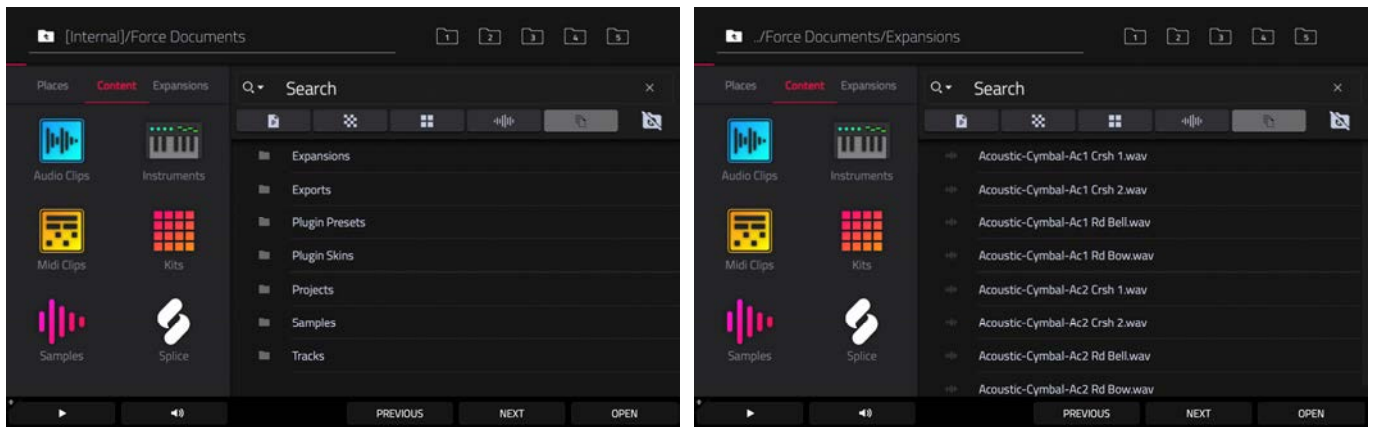 [Internal]/Force Documents
1 2 3 4 5
Places Content Expansions
Search
Audio Clips Instruments
Midi Clips Kits
Samples Splice
Expansions
Exports
Plugin Presets
Plugin Skins
Projects
Samples
Tracks
PREVIOUS NEXT OPEN
../Force Documents/Expansions
1 2 3 4 5
Places Content Expansions
Search
Audio Clips Instruments
Midi Clips Kits
Samples Splice
Acoustic-Cymbal-Ac1 Crsh 1.wav
Acoustic-Cymbal-Ac1 Crsh 2.wav
Acoustic-Cymbal-Ac1 Rd Bell.wav
Acoustic-Cymbal-Ac1 Rd Bow.wav
Acoustic-Cymbal-Ac2 Crsh 1.wav
Acoustic-Cymbal-Ac2 Crsh 2.wav
Acoustic-Cymbal-Ac2 Rd Bell.wav
Acoustic-Cymbal-Ac2 Rd Bow.wav
PREVIOUS NEXT OPEN